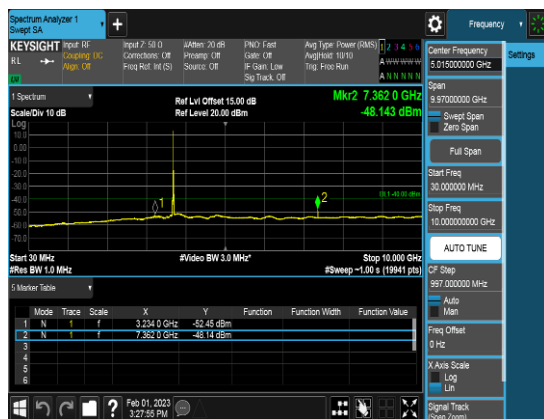 Spectrum Analyzer 1
Swept SA
+
Frequency
KEYSIGHT
RL
Input: RF
Coupling: DC
Align: Off
Input Z: 50 Ω
Corrections: Off
Freq Ref: Int (S)
#Atten: 20 dB
Preamp: Off
Source: Off
PNO: Fast
Gate: Off
IF Gain: Low
Sig Track: Off
Avg Type: Power (RMS)
Avg|Hold: 10/10
Trig: Free Run
1 2 3 4 5 6
A W W W W W
A N N N N N
1 Spectrum
Scale/Div 10 dB
Ref Lvl Offset 15.00 dB
Ref Level 20.00 dBm
Mkr2 7.362 0 GHz
-48.143 dBm
Log
10.0
0.00
-10.0
-20.0
-30.0
-40.0
-50.0
-60.0
-70.0
1
2
DL1 -40.00 dBm
Start 30 MHz
#Res BW 1.0 MHz
#Video BW 3.0 MHz*
Stop 10.000 GHz
#Sweep ~1.00 s (19941 pts)
5 Marker Table
Mode Trace Scale X Y Function Function Width Function Value
1 N 1 f 3.234 0 GHz -52.45 dBm
2 N 1 f 7.362 0 GHz -48.14 dBm
3
4
5
6
Feb 01, 2023
3:27:55 PM
Settings
Center Frequency
5.015000000 GHz
Span
9.97000000 GHz
Swept Span
Zero Span
Full Span
Start Freq
30.000000 MHz
Stop Freq
10.000000000 GHz
AUTO TUNE
CF Step
997.000000 MHz
Auto
Man
Freq Offset
0 Hz
X Axis Scale
Log
Lin
Signal Track
(Span Zoom)